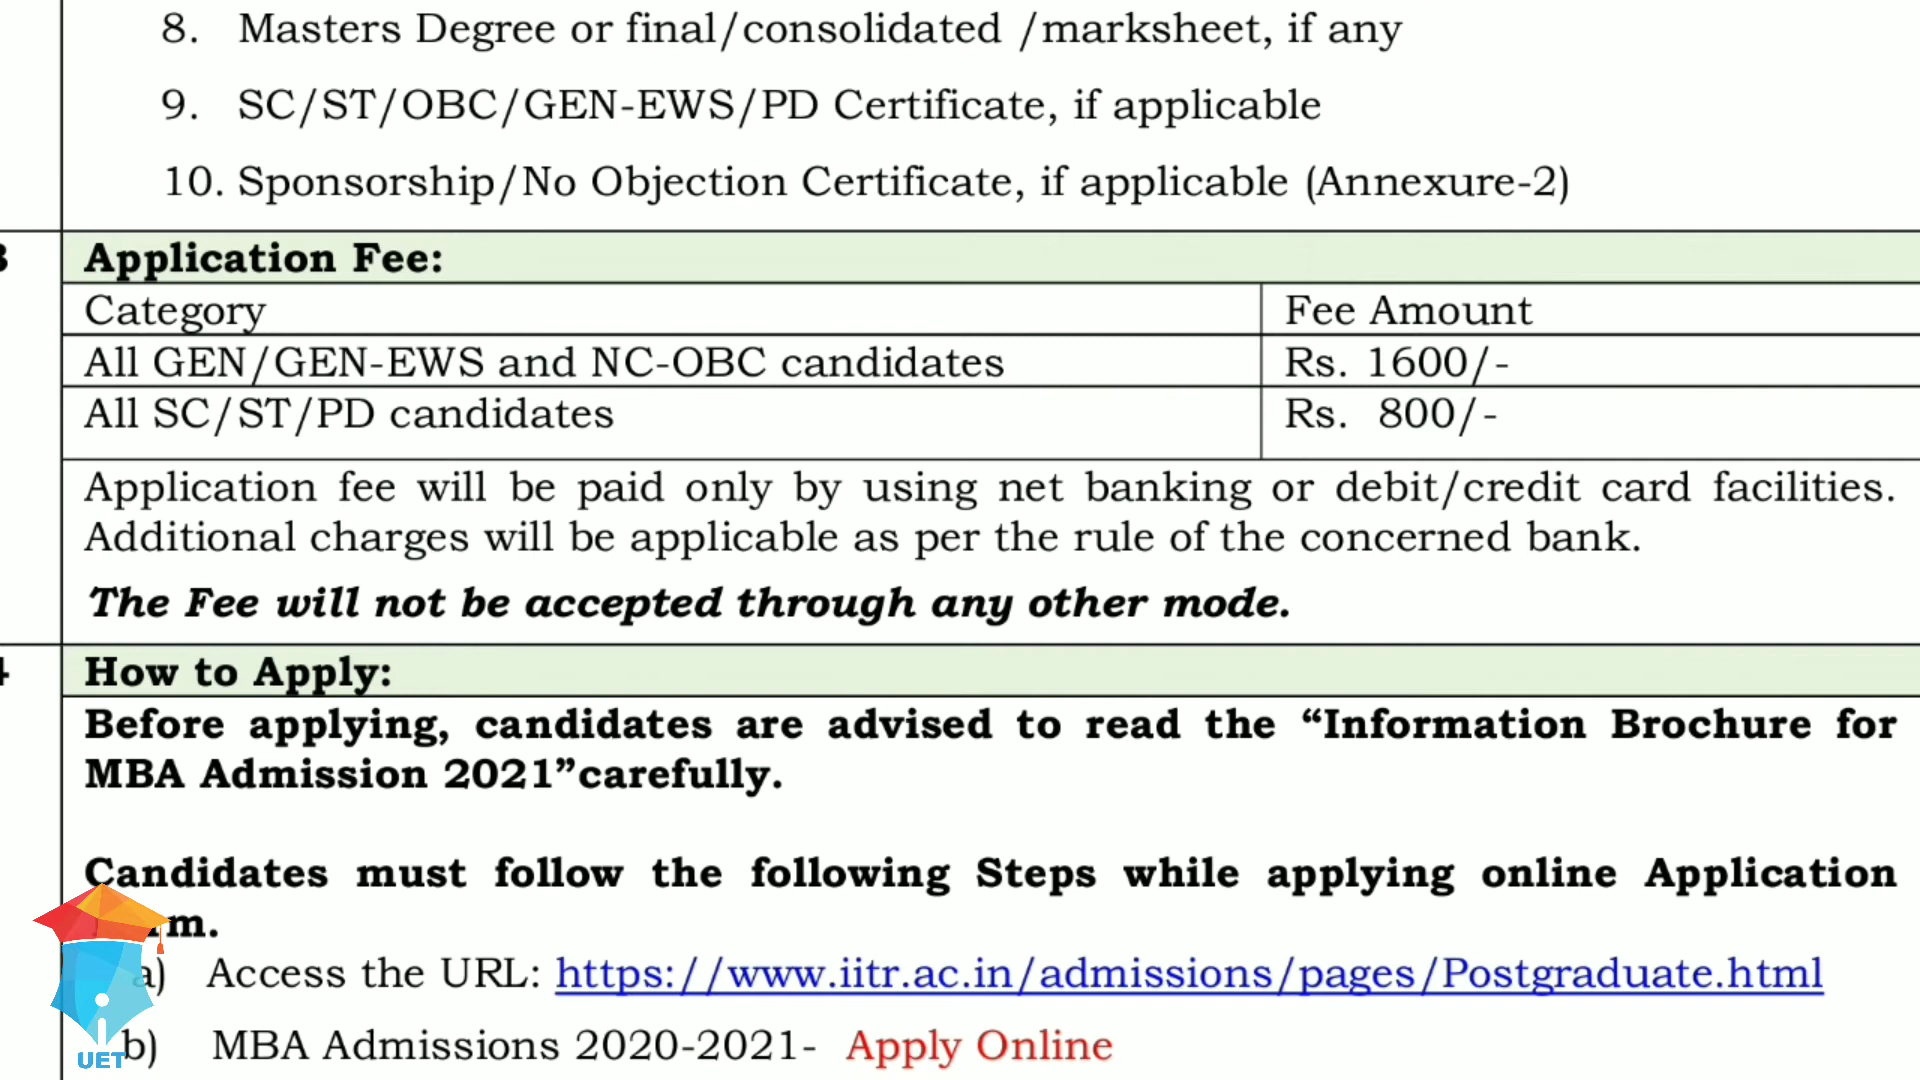 8. Masters Degree or final/consolidated /marksheet, if any
9. SC/ST/OBC/GEN-EWS/PD Certificate, if applicable
10. Sponsorship/No Objection Certificate, if applicable (Annexure-2)
Application Fee:
Category Fee Amount
All GEN/GEN-EWS and NC-OBC candidates Rs. 1600/-
All SC/ST/PD candidates Rs. 800/-
Application fee will be paid only by using net banking or debit/credit card facilities.
Additional charges will be applicable as per the rule of the concerned bank.
The Fee will not be accepted through any other mode.
How to Apply:
Before applying, candidates are advised to read the “Information Brochure for
MBA Admission 2021”carefully.
Candidates must follow the following Steps while applying online Application
a) Access the URL: https://www.iitr.ac.in/admissions/pages/Postgraduate.html
b) MBA Admissions 2020-2021- Apply Online
UET